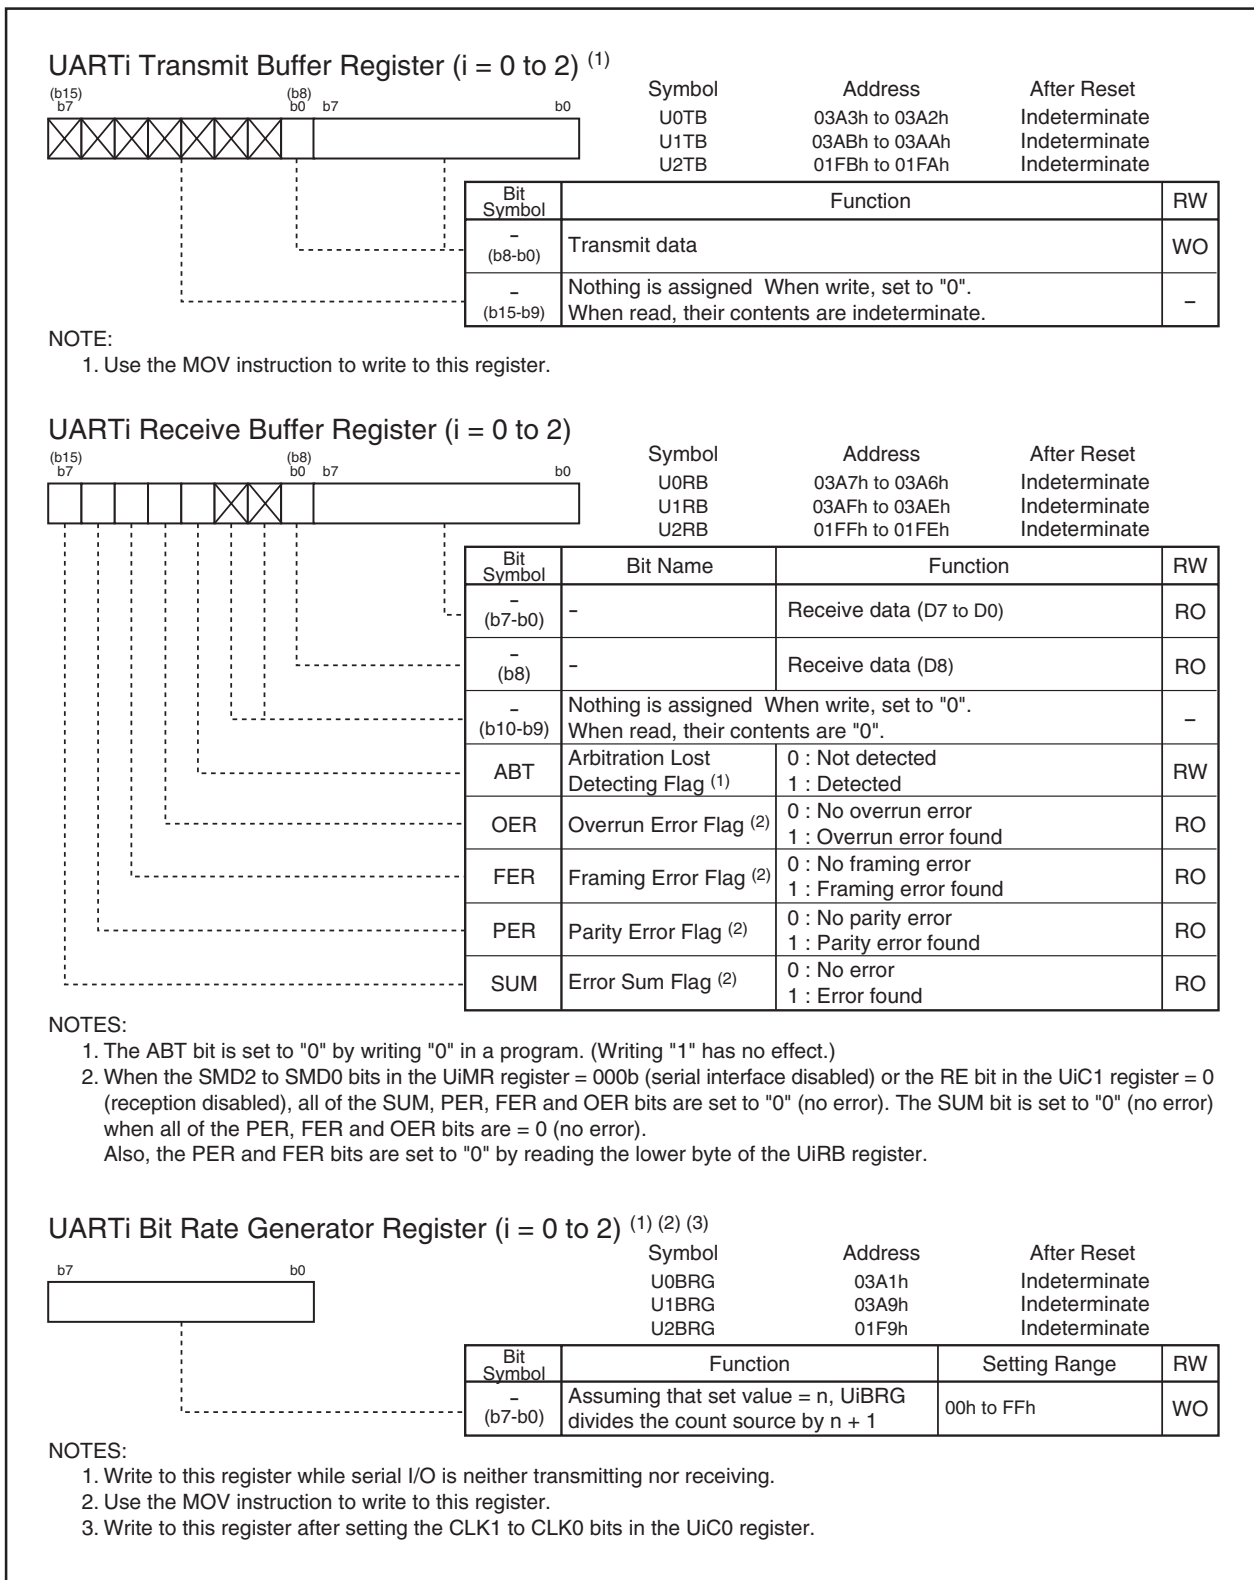 UARTi Transmit Buffer Register (i = 0 to 2) (1)
(b15) (b8)
b7 b0 b7 b0
Symbol Address After Reset
U0TB 03A3h to 03A2h Indeterminate
U1TB 03ABh to 03AAh Indeterminate
U2TB 01FBh to 01FAh Indeterminate
Bit Symbol Function RW
– (b8-b0) Transmit data WO
– (b15-b9) Nothing is assigned When write, set to "0".
When read, their contents are indeterminate. –
NOTE:
1. Use the MOV instruction to write to this register.
UARTi Receive Buffer Register (i = 0 to 2)
(b15) (b8)
b7 b0 b7 b0
Symbol Address After Reset
U0RB 03A7h to 03A6h Indeterminate
U1RB 03AFh to 03AEh Indeterminate
U2RB 01FFh to 01FEh Indeterminate
Bit Symbol Bit Name Function RW
– (b7-b0) – Receive data (D7 to D0) RO
– (b8) – Receive data (D8) RO
– (b10-b9) Nothing is assigned When write, set to "0".
When read, their contents are "0". –
ABT Arbitration Lost Detecting Flag (1) 0 : Not detected
1 : Detected RW
OER Overrun Error Flag (2) 0 : No overrun error
1 : Overrun error found RO
FER Framing Error Flag (2) 0 : No framing error
1 : Framing error found RO
PER Parity Error Flag (2) 0 : No parity error
1 : Parity error found RO
SUM Error Sum Flag (2) 0 : No error
1 : Error found RO
NOTES:
1. The ABT bit is set to "0" by writing "0" in a program. (Writing "1" has no effect.)
2. When the SMD2 to SMD0 bits in the UiMR register = 000b (serial interface disabled) or the RE bit in the UiC1 register = 0
(reception disabled), all of the SUM, PER, FER and OER bits are set to "0" (no error). The SUM bit is set to "0" (no error)
when all of the PER, FER and OER bits are = 0 (no error).
Also, the PER and FER bits are set to "0" by reading the lower byte of the UiRB register.
UARTi Bit Rate Generator Register (i = 0 to 2) (1) (2) (3)
b7 b0
Symbol Address After Reset
U0BRG 03A1h Indeterminate
U1BRG 03A9h Indeterminate
U2BRG 01F9h Indeterminate
Bit Symbol Function Setting Range RW
– (b7-b0) Assuming that set value = n, UiBRG
divides the count source by n + 1 00h to FFh WO
NOTES:
1. Write to this register while serial I/O is neither transmitting nor receiving.
2. Use the MOV instruction to write to this register.
3. Write to this register after setting the CLK1 to CLK0 bits in the UiC0 register.